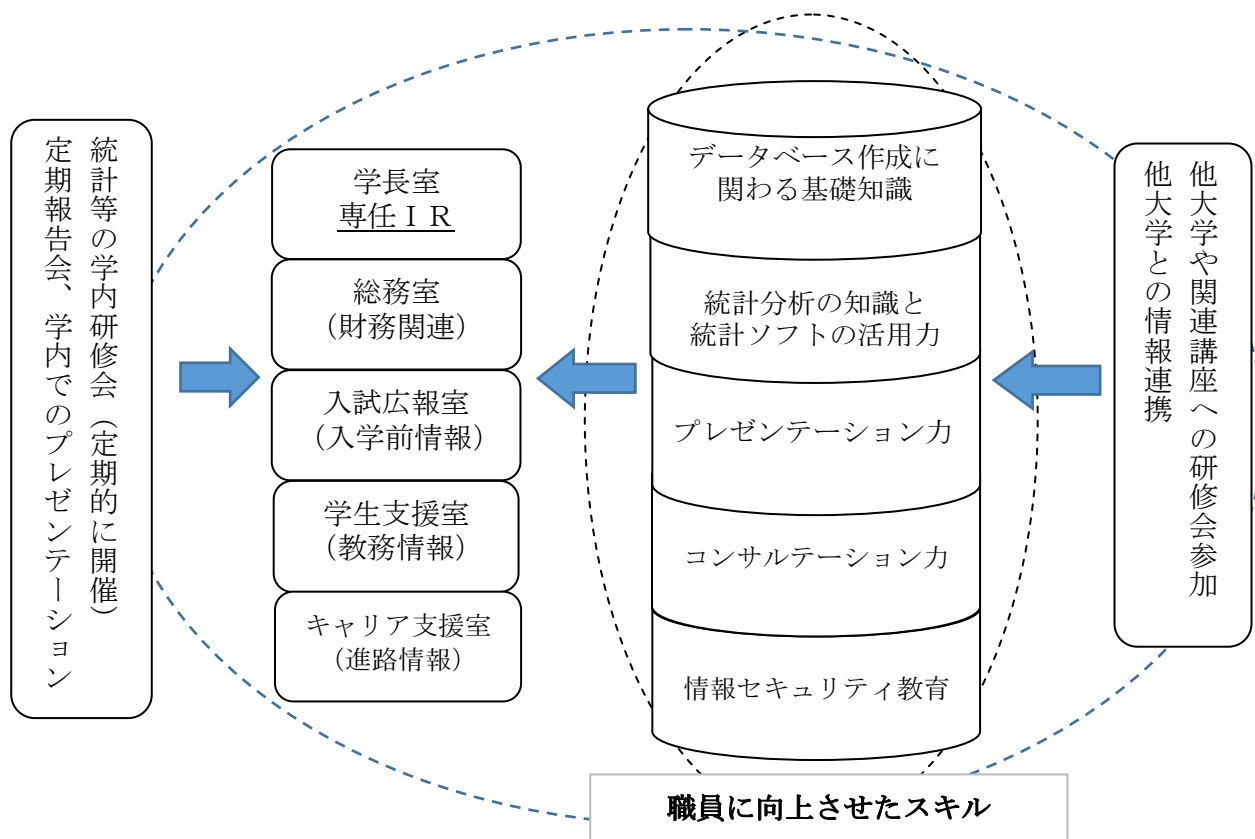 統計等の学内研修会（定期的に開催）
定期報告会、学内でのプレゼンテーション
学長室
専任ＩＲ
総務室
（財務関連）
入試広報室
（入学前情報）
学生支援室
（教務情報）
キャリア支援室
（進路情報）
データベース作成に
関わる基礎知識
統計分析の知識と
統計ソフトの活用力
プレゼンテーション力
コンサルテーション力
情報セキュリティ教育
他大学や関連講座への研修会参加
他大学との情報連携
職員に向上させたスキル